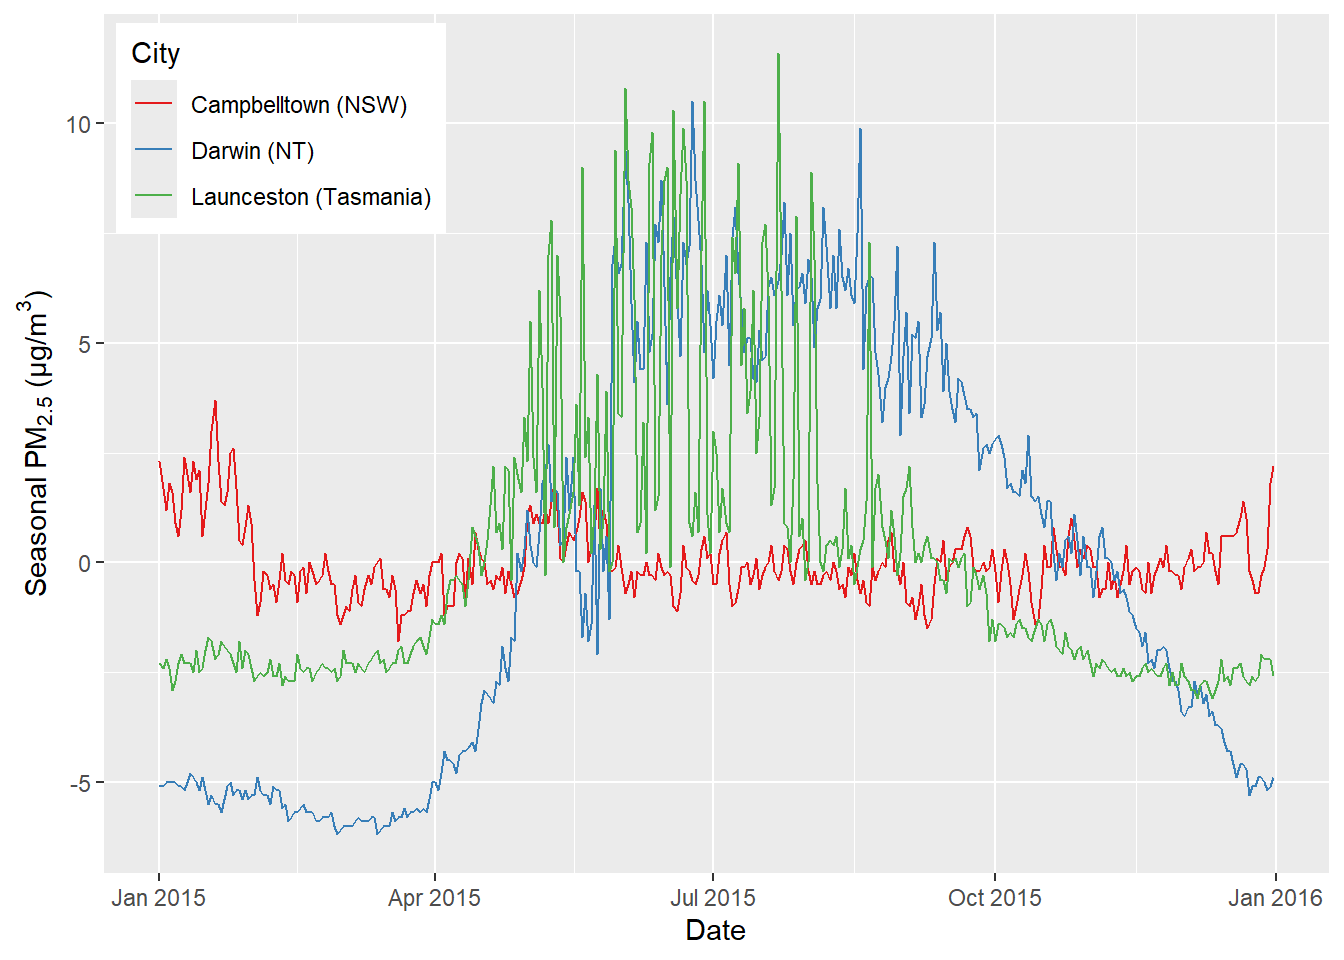 City
Campbelltown (NSW)
Darwin (NT)
Launceston (Tasmania)
Seasonal PM2.5 (µg/m3)
10
5
0
-5
Jan 2015
Apr 2015
Jul 2015
Oct 2015
Jan 2016
Date